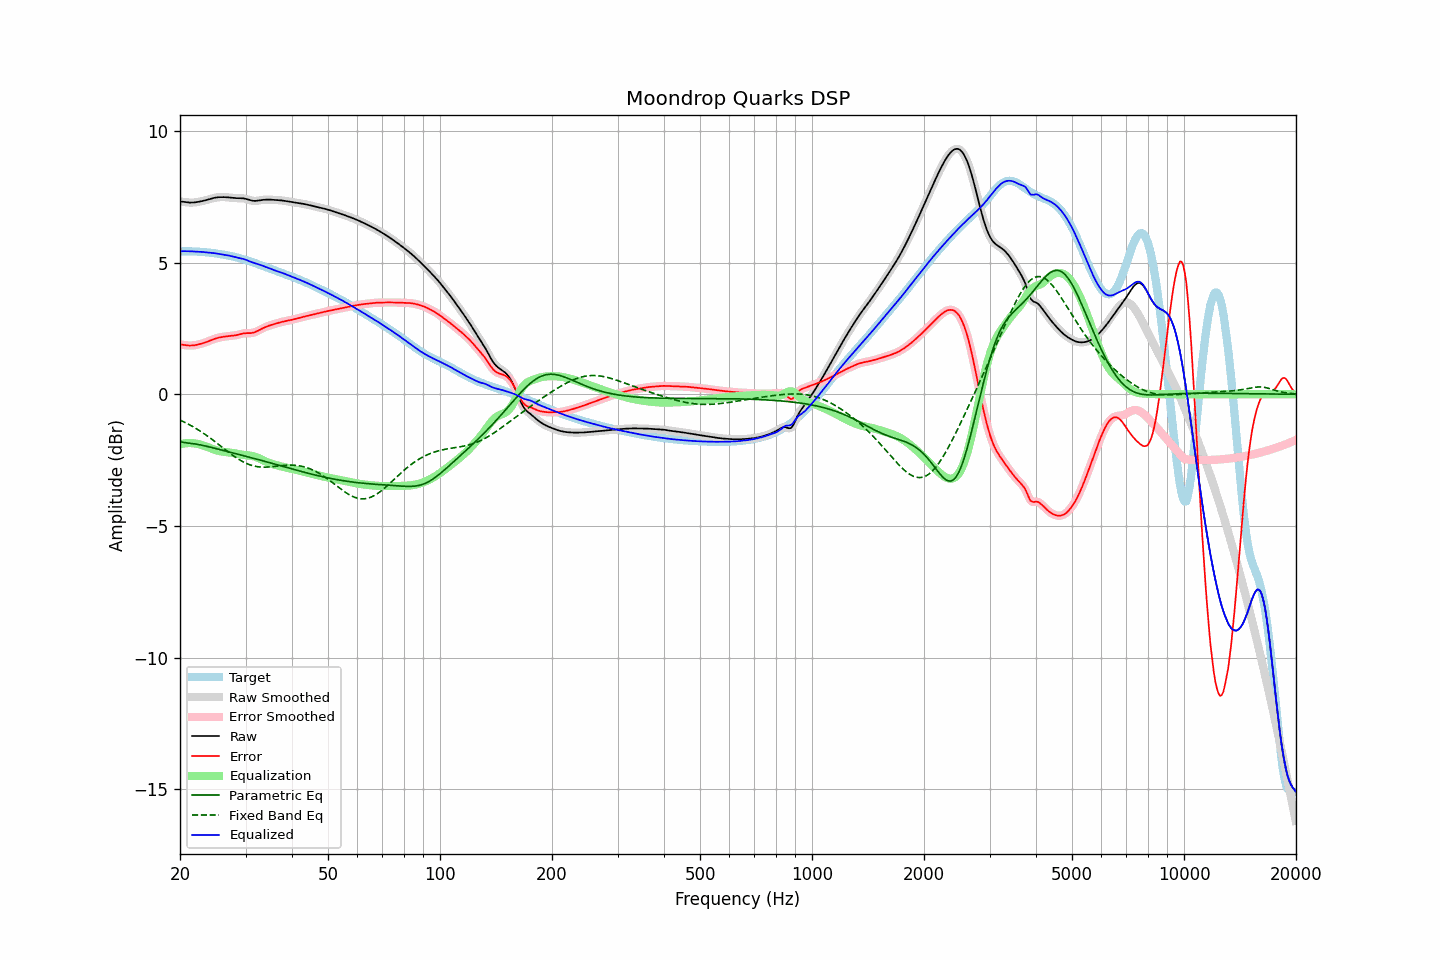 Moondrop Quarks DSP
10
5
0
−5
−10
−15
Amplitude (dBr)
Target
Raw Smoothed
Error Smoothed
Raw
Error
Equalization
Parametric Eq
Fixed Band Eq
Equalized
20 50 100 200 500 1000 2000 5000 10000 20000
Frequency (Hz)